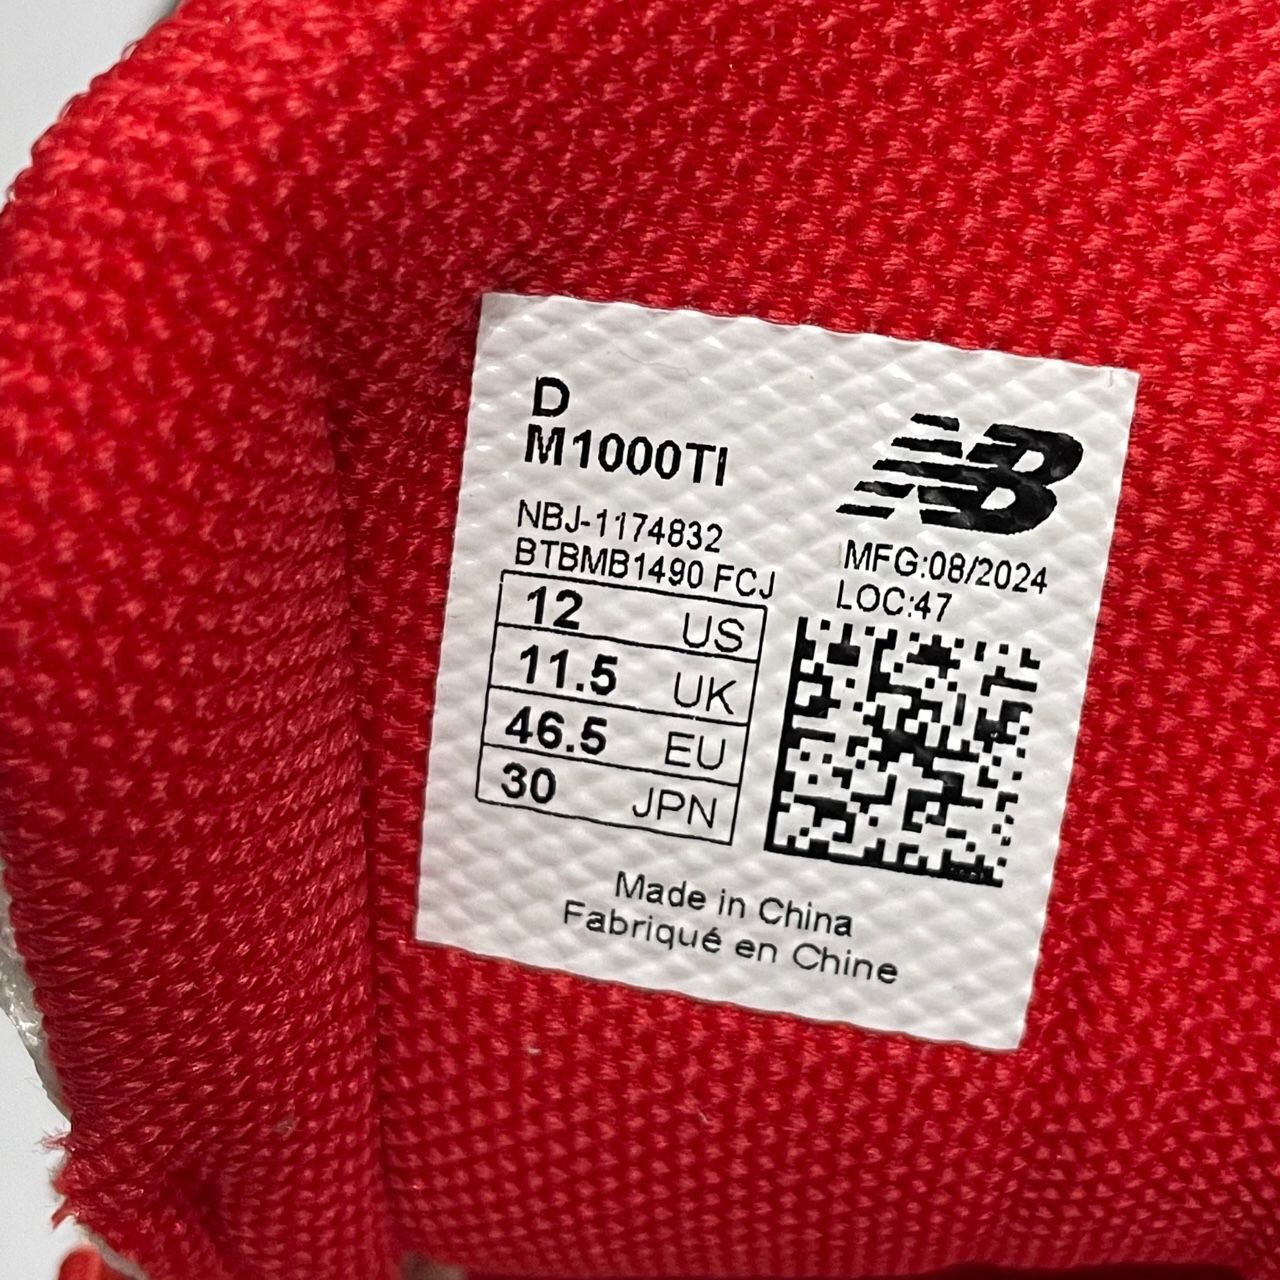 D
M1000TI
NB
NBJ-1174832
BTBMB1490 FCJ
MFG:08/2024
LOC:47
12 US
11.5 UK
46.5 EU
30 JPN
Made in China
Fabriqué en Chine